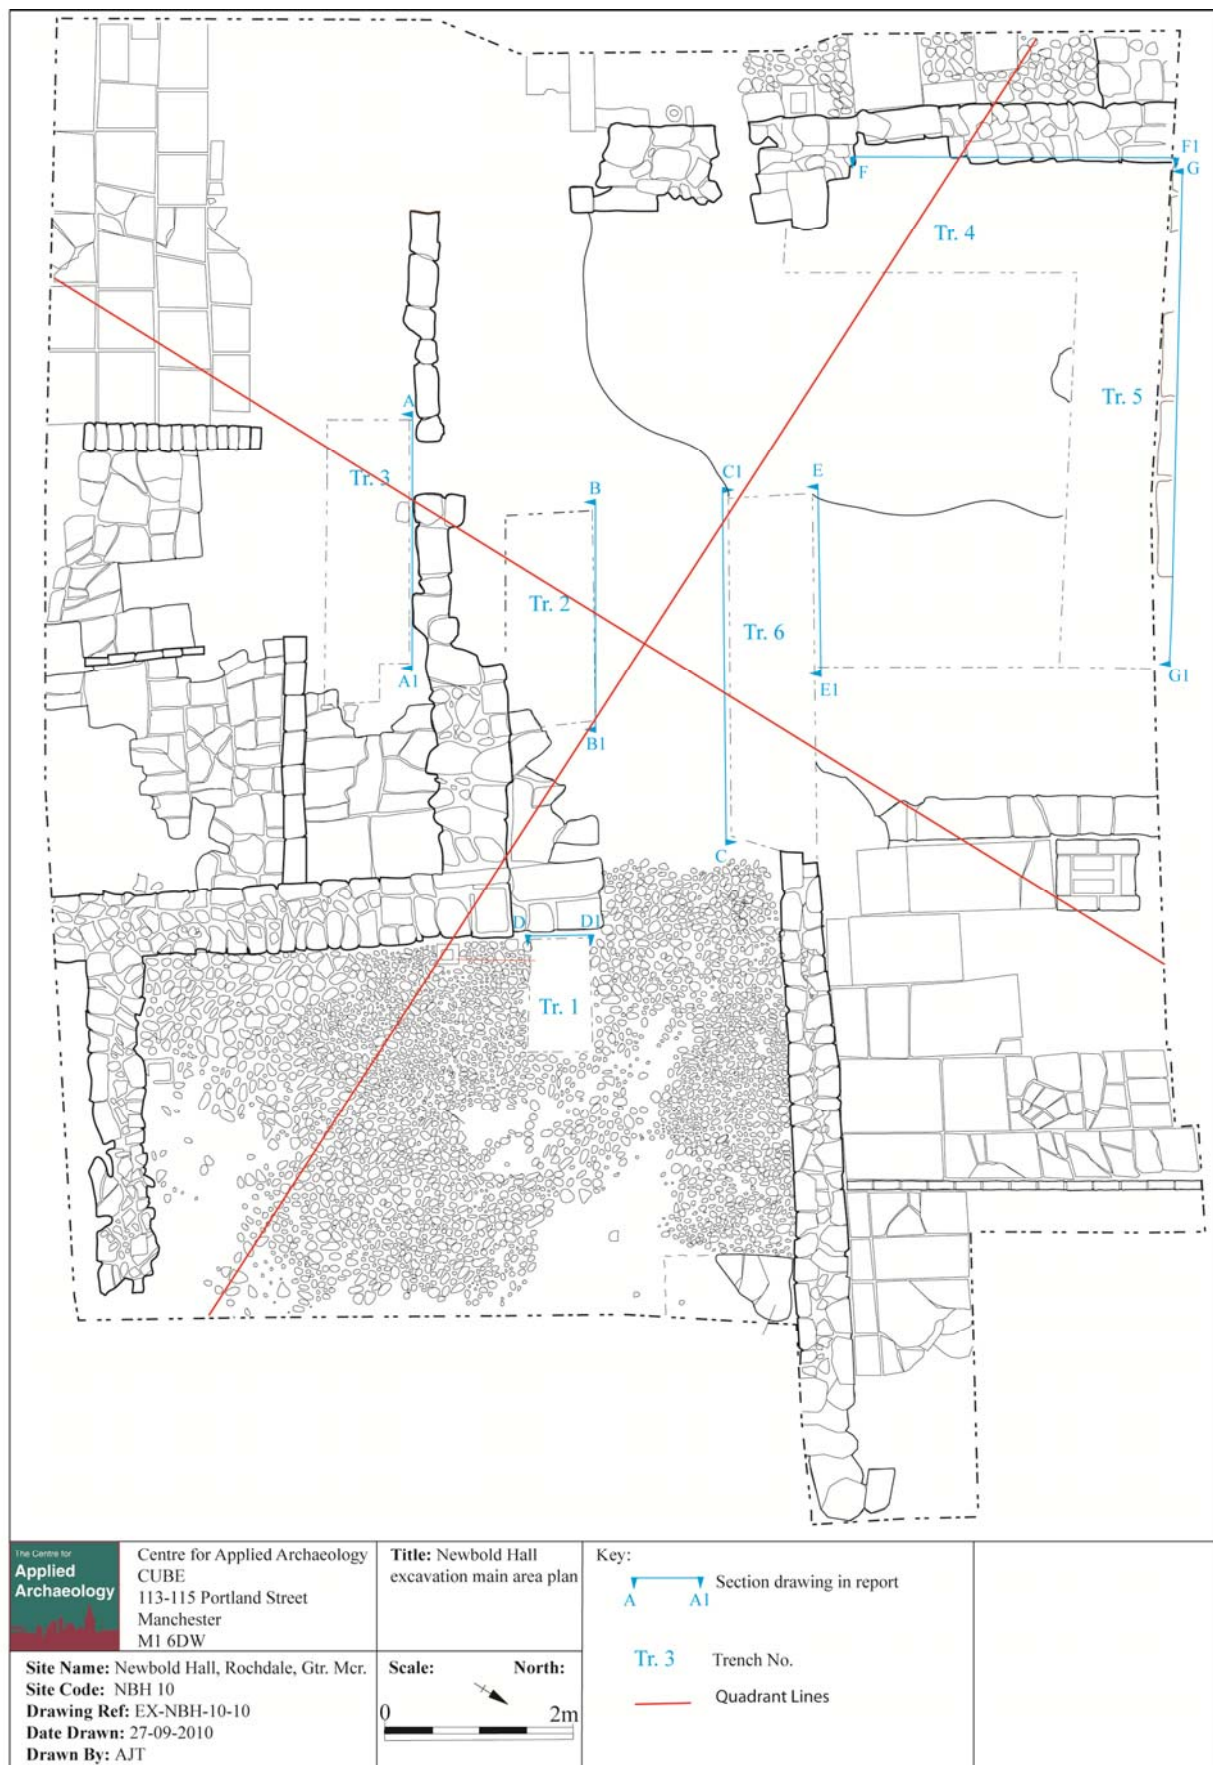 F1
F
G
Tr. 4
A
Tr. 3
Tr. 5
C1
E
B
Tr. 2
Tr. 6
A1
E1
G1
B1
C
D
D1
Tr. 1
The Centre for
Applied
Archaeology
Centre for Applied Archaeology
CUBE
113-115 Portland Street
Manchester
M1 6DW
Title: Newbold Hall
excavation main area plan
Key:
A
A1
Section drawing in report
Tr. 3
Trench No.
Quadrant Lines
Site Name: Newbold Hall, Rochdale, Gtr. Mcr.
Site Code: NBH 10
Drawing Ref: EX-NBH-10-10
Date Drawn: 27-09-2010
Drawn By: AJT
Scale:
North:
0
2m